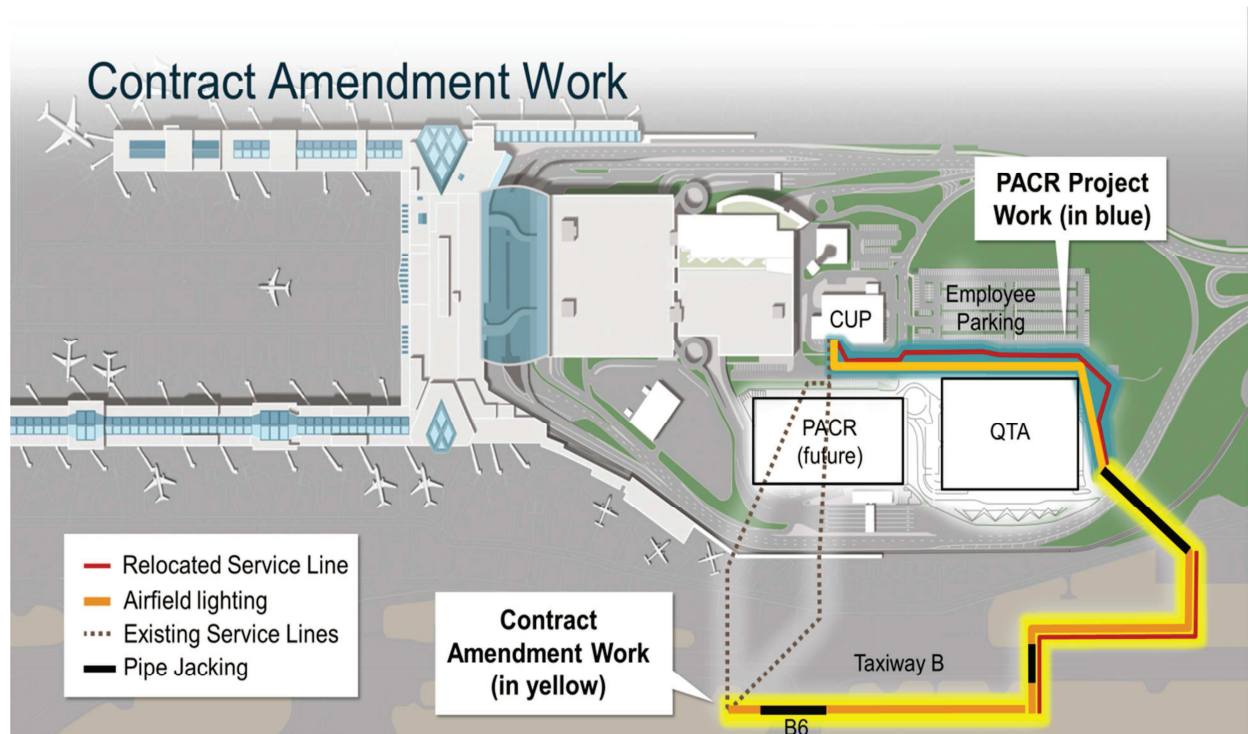 Contract Amendment Work
PACR Project
Work (in blue)
Employee
Parking
CUP
PACR
(future)
QTA
Relocated Service Line
Airfield lighting
Existing Service Lines
Pipe Jacking
Contract
Amendment Work
(in yellow)
Taxiway B
B6